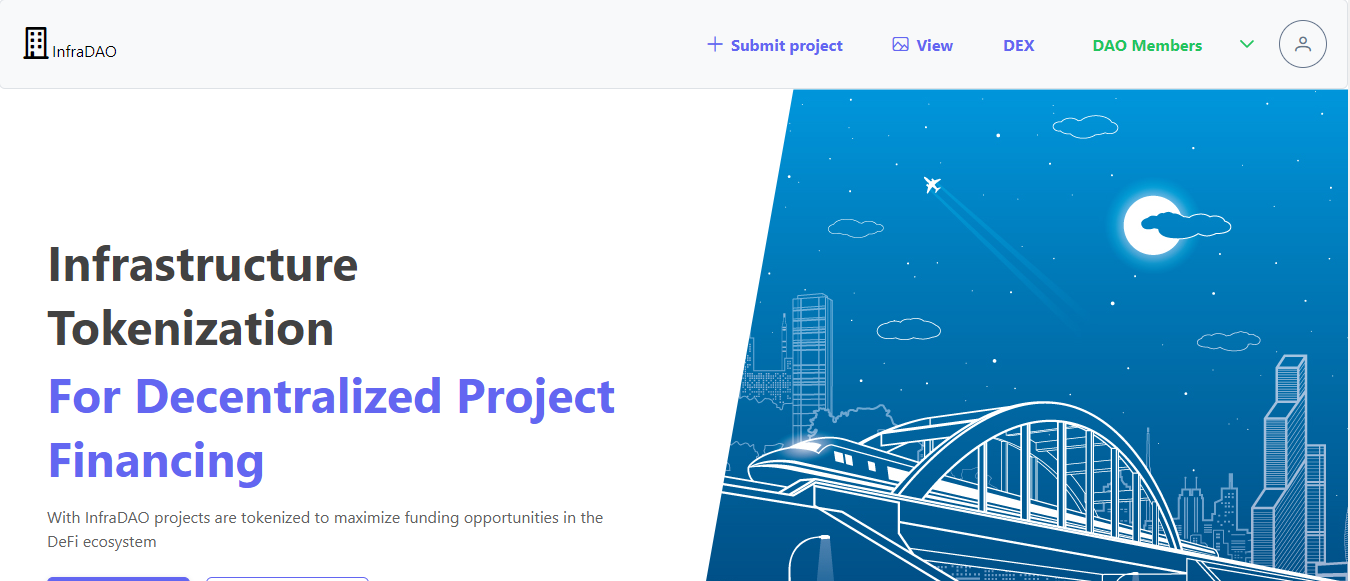 InfraDAO
Submit project
View
DEX
DAO Members
Infrastructure
Tokenization
For Decentralized Project
Financing
With InfraDAO projects are tokenized to maximize funding opportunities in the
DeFi ecosystem